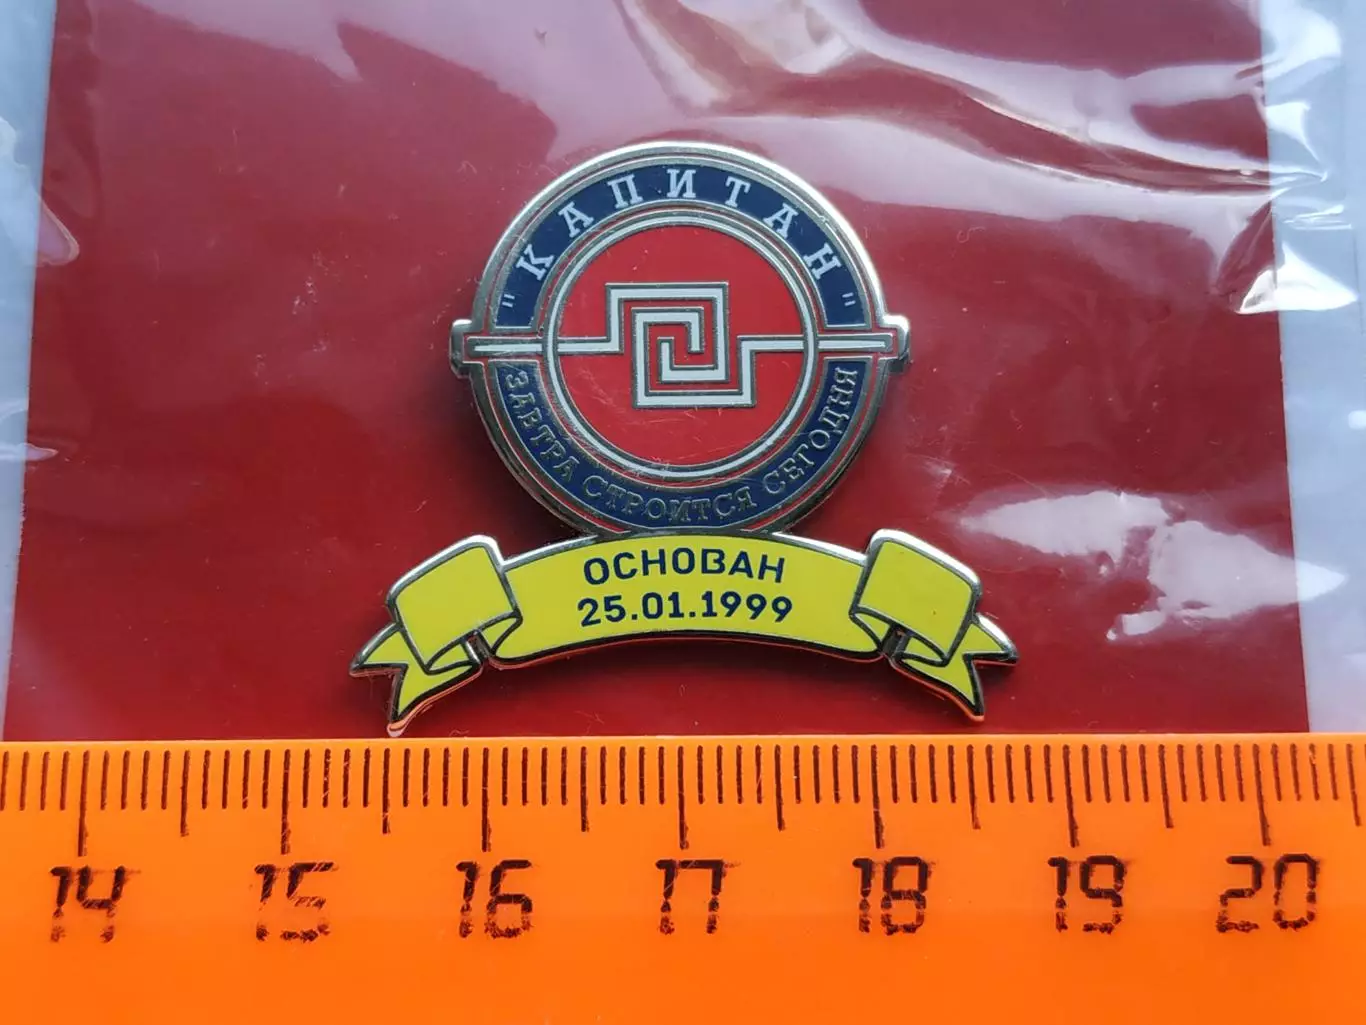 "КАПИТАН"
ЗАВТРА СТРОИТСЯ СЕГОДНЯ
ОСНОВАН
25.01.1999
14 15 16 17 18 19 20